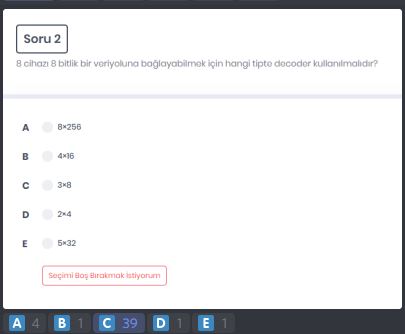 Soru 2
8 cihazı 8 bitlik bir veriyoluna bağlayabilmek için hangi tipte decoder kullanılmalıdır?
A 8×256
B 4×16
C 3×8
D 2×4
E 5×32
Seçimi Boş Bırakmak İstiyorum
A 4 B 1 C 39 D 1 E 1